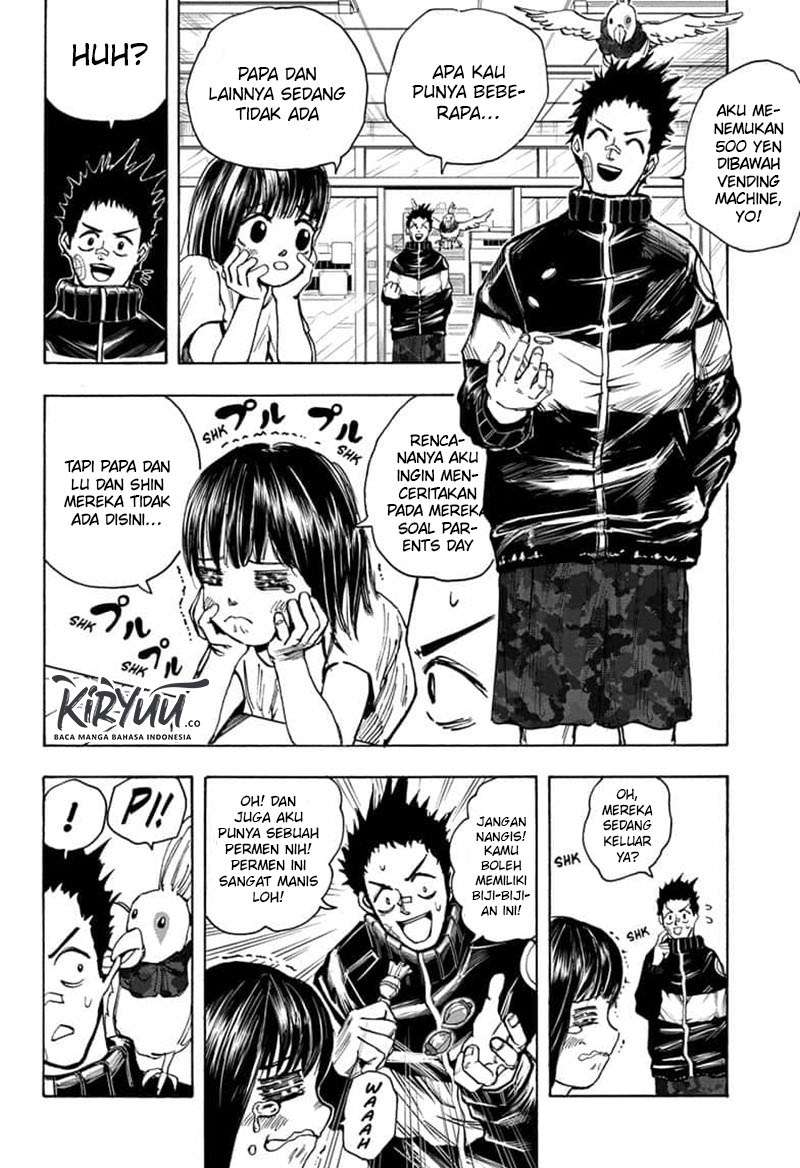 AKU ME-
NEMUKAN
500 YEN
DIBAWAH
VENDING
MACHINE,
YO!
APA KAU
PUNYA BEBE-
RAPA...
PAPA DAN
LAINNYA SEDANG
TIDAK ADA
HUH?
RENCA-
NANYA AKU
INGIN MEN-
CERITAKAN
PADA MEREKA
SOAL PAR-
ENTS DAY
プル プル
SHK
SHK
TAPI PAPA DAN
LU DAN SHIN
MEREKA TIDAK
ADA DISINI...
プル
プル
SHK
SHK
KIRYUU.CO
BACA MANGA BAHASA INDONESIA
OH,
MEREKA
SEDANG
KELUAR
YA?
SHK
SHK
JANGAN
NANGIS!
KAMU
BOLEH
MEMILIKI
BIJI-BIJI-
AN INI!
OH! DAN
JUGA AKU
PUNYA SEBUAH
PERMEN NIH!
PERMEN INI
SANGAT MANIS
LOH!
WAAAH
PI!
!